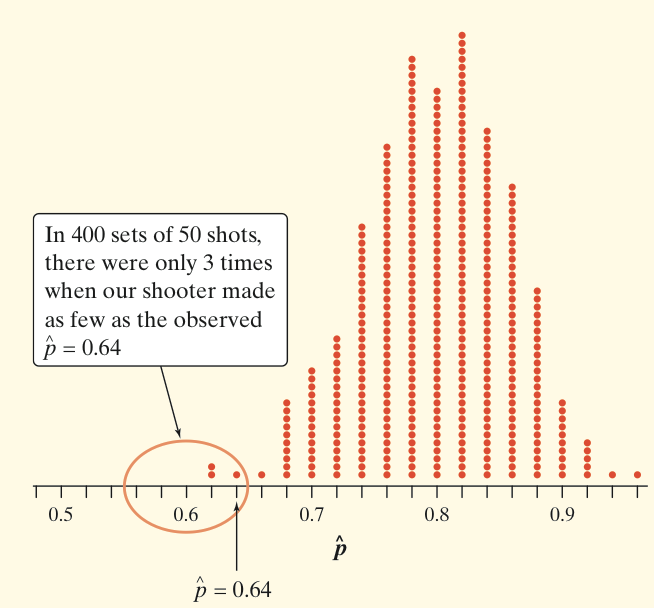 In 400 sets of 50 shots,
there were only 3 times
when our shooter made
as few as the observed
p̂ = 0.64
0.5 0.6 0.7 0.8 0.9
p̂
p̂ = 0.64